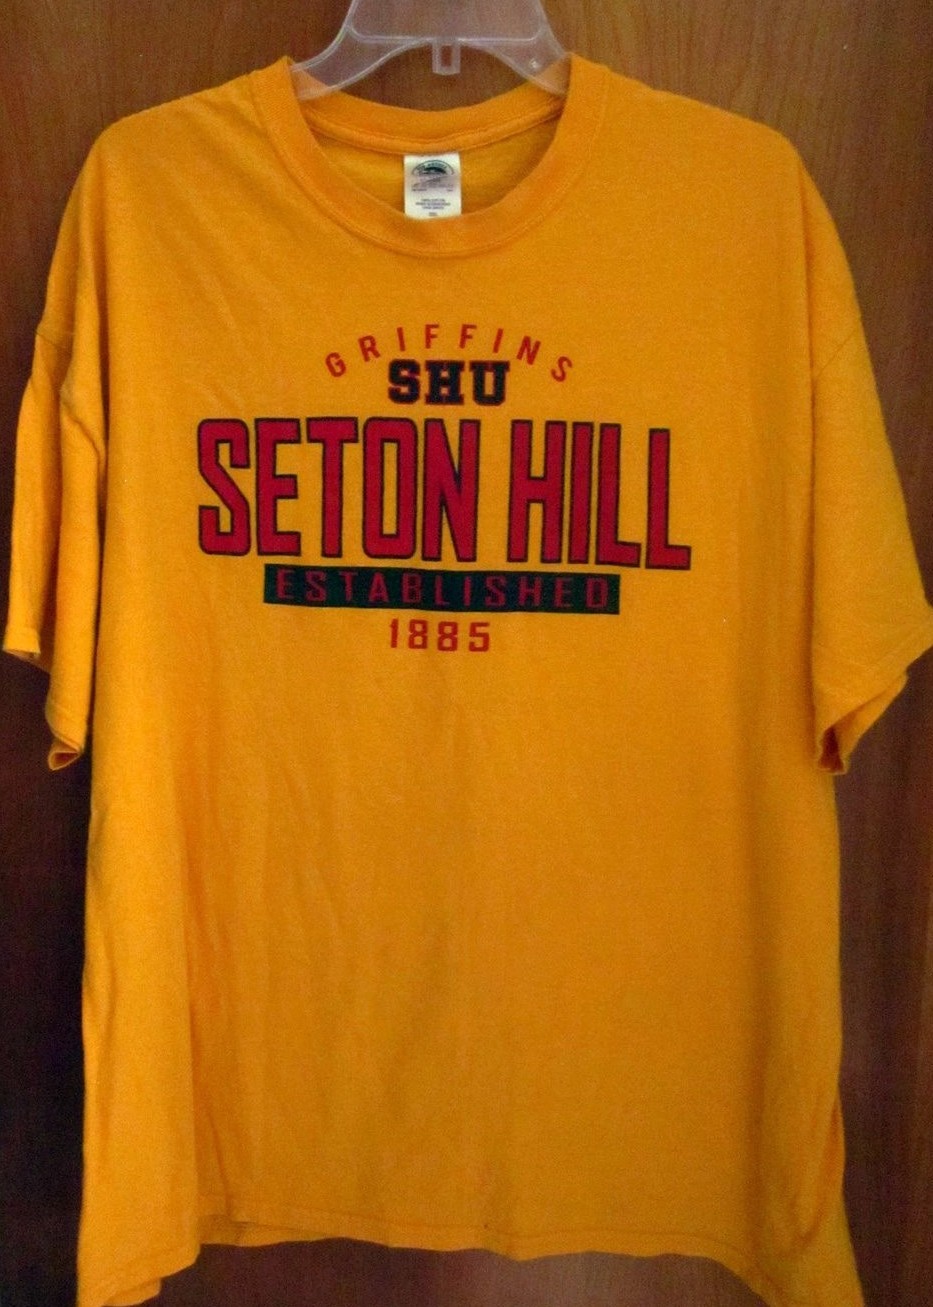 GRIFFINS
SHU
SETON HILL
ESTABLISHED
1885